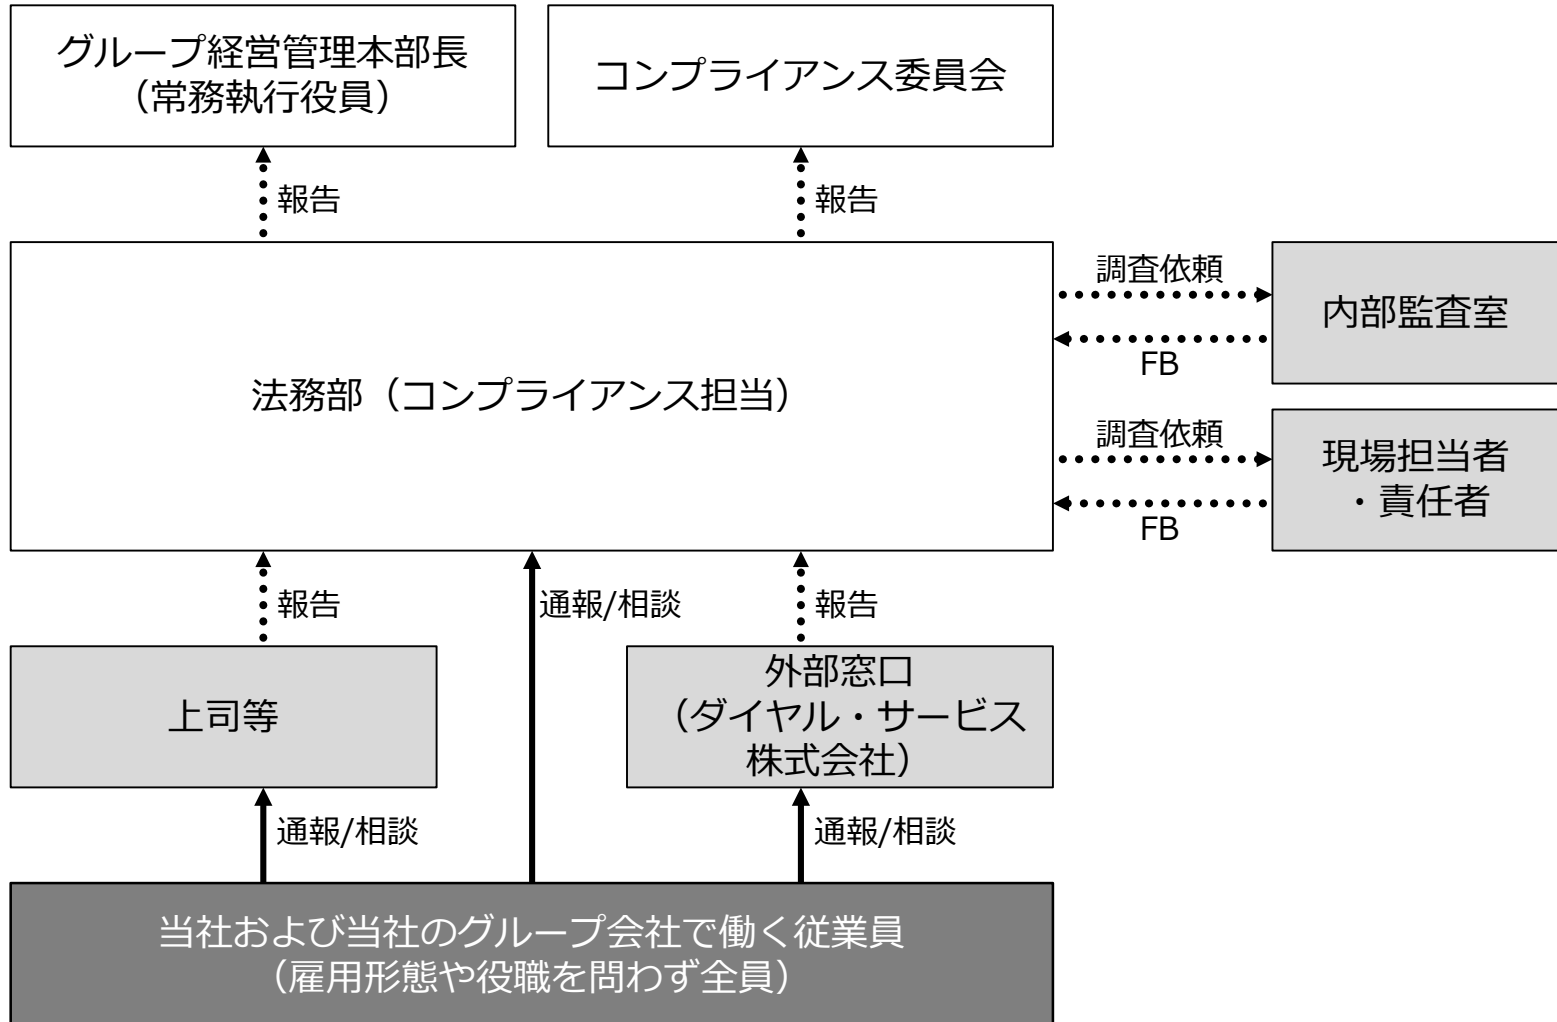 グループ経営管理本部長
（常務執行役員）
コンプライアンス委員会
報告
報告
法務部（コンプライアンス担当）
調査依頼
FB
内部監査室
調査依頼
FB
現場担当者
・責任者
報告
通報/相談
報告
上司等
外部窓口
（ダイヤル・サービス
株式会社）
通報/相談
通報/相談
当社および当社のグループ会社で働く従業員
（雇用形態や役職を問わず全員）